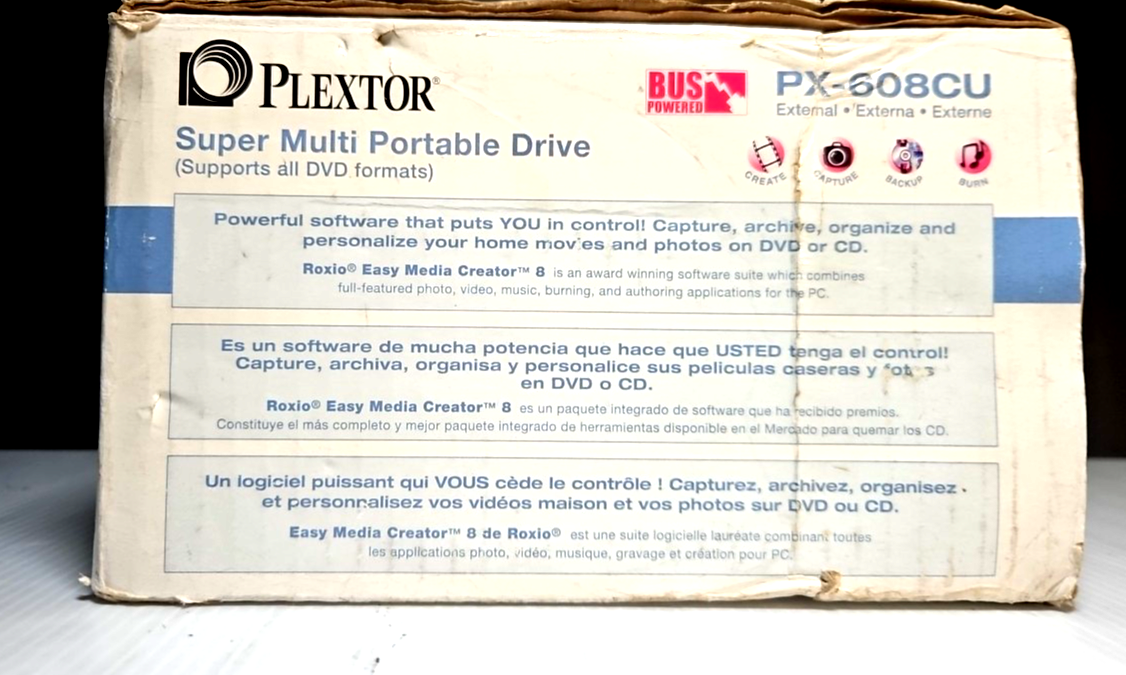 PLEXTOR®
BUS
POWERED
PX-608CU
External • Externa • Externe
Super Multi Portable Drive
(Supports all DVD formats)
CREATE
CAPTURE
BACKUP
BURN
Powerful software that puts YOU in control! Capture, archive, organize and
personalize your home movies and photos on DVD or CD.
Roxio® Easy Media Creator™ 8 is an award winning software suite which combines
full-featured photo, video, music, burning, and authoring applications for the PC.
Es un software de mucha potencia que hace que USTED tenga el control!
Capture, archiva, organisa y personalice sus peliculas caseras y
en DVD o CD.
Roxio® Easy Media Creator™ 8 es un paquete integrado de software que ha recibido premios.
Constituye el más completo y mejor paquete integrado de herramientas disponible en el Mercado para quemar los CD.
Un logiciel puissant qui VOUS cède le contrôle ! Capturez, archivez, organisez
et personnalisez vos vidéos maison et vos photos sur DVD ou CD.
Easy Media Creator™ 8 de Roxio® est une suite logicielle lauréate combinant toutes
les applications photo, vidéo, musique, gravage et création pour PC.